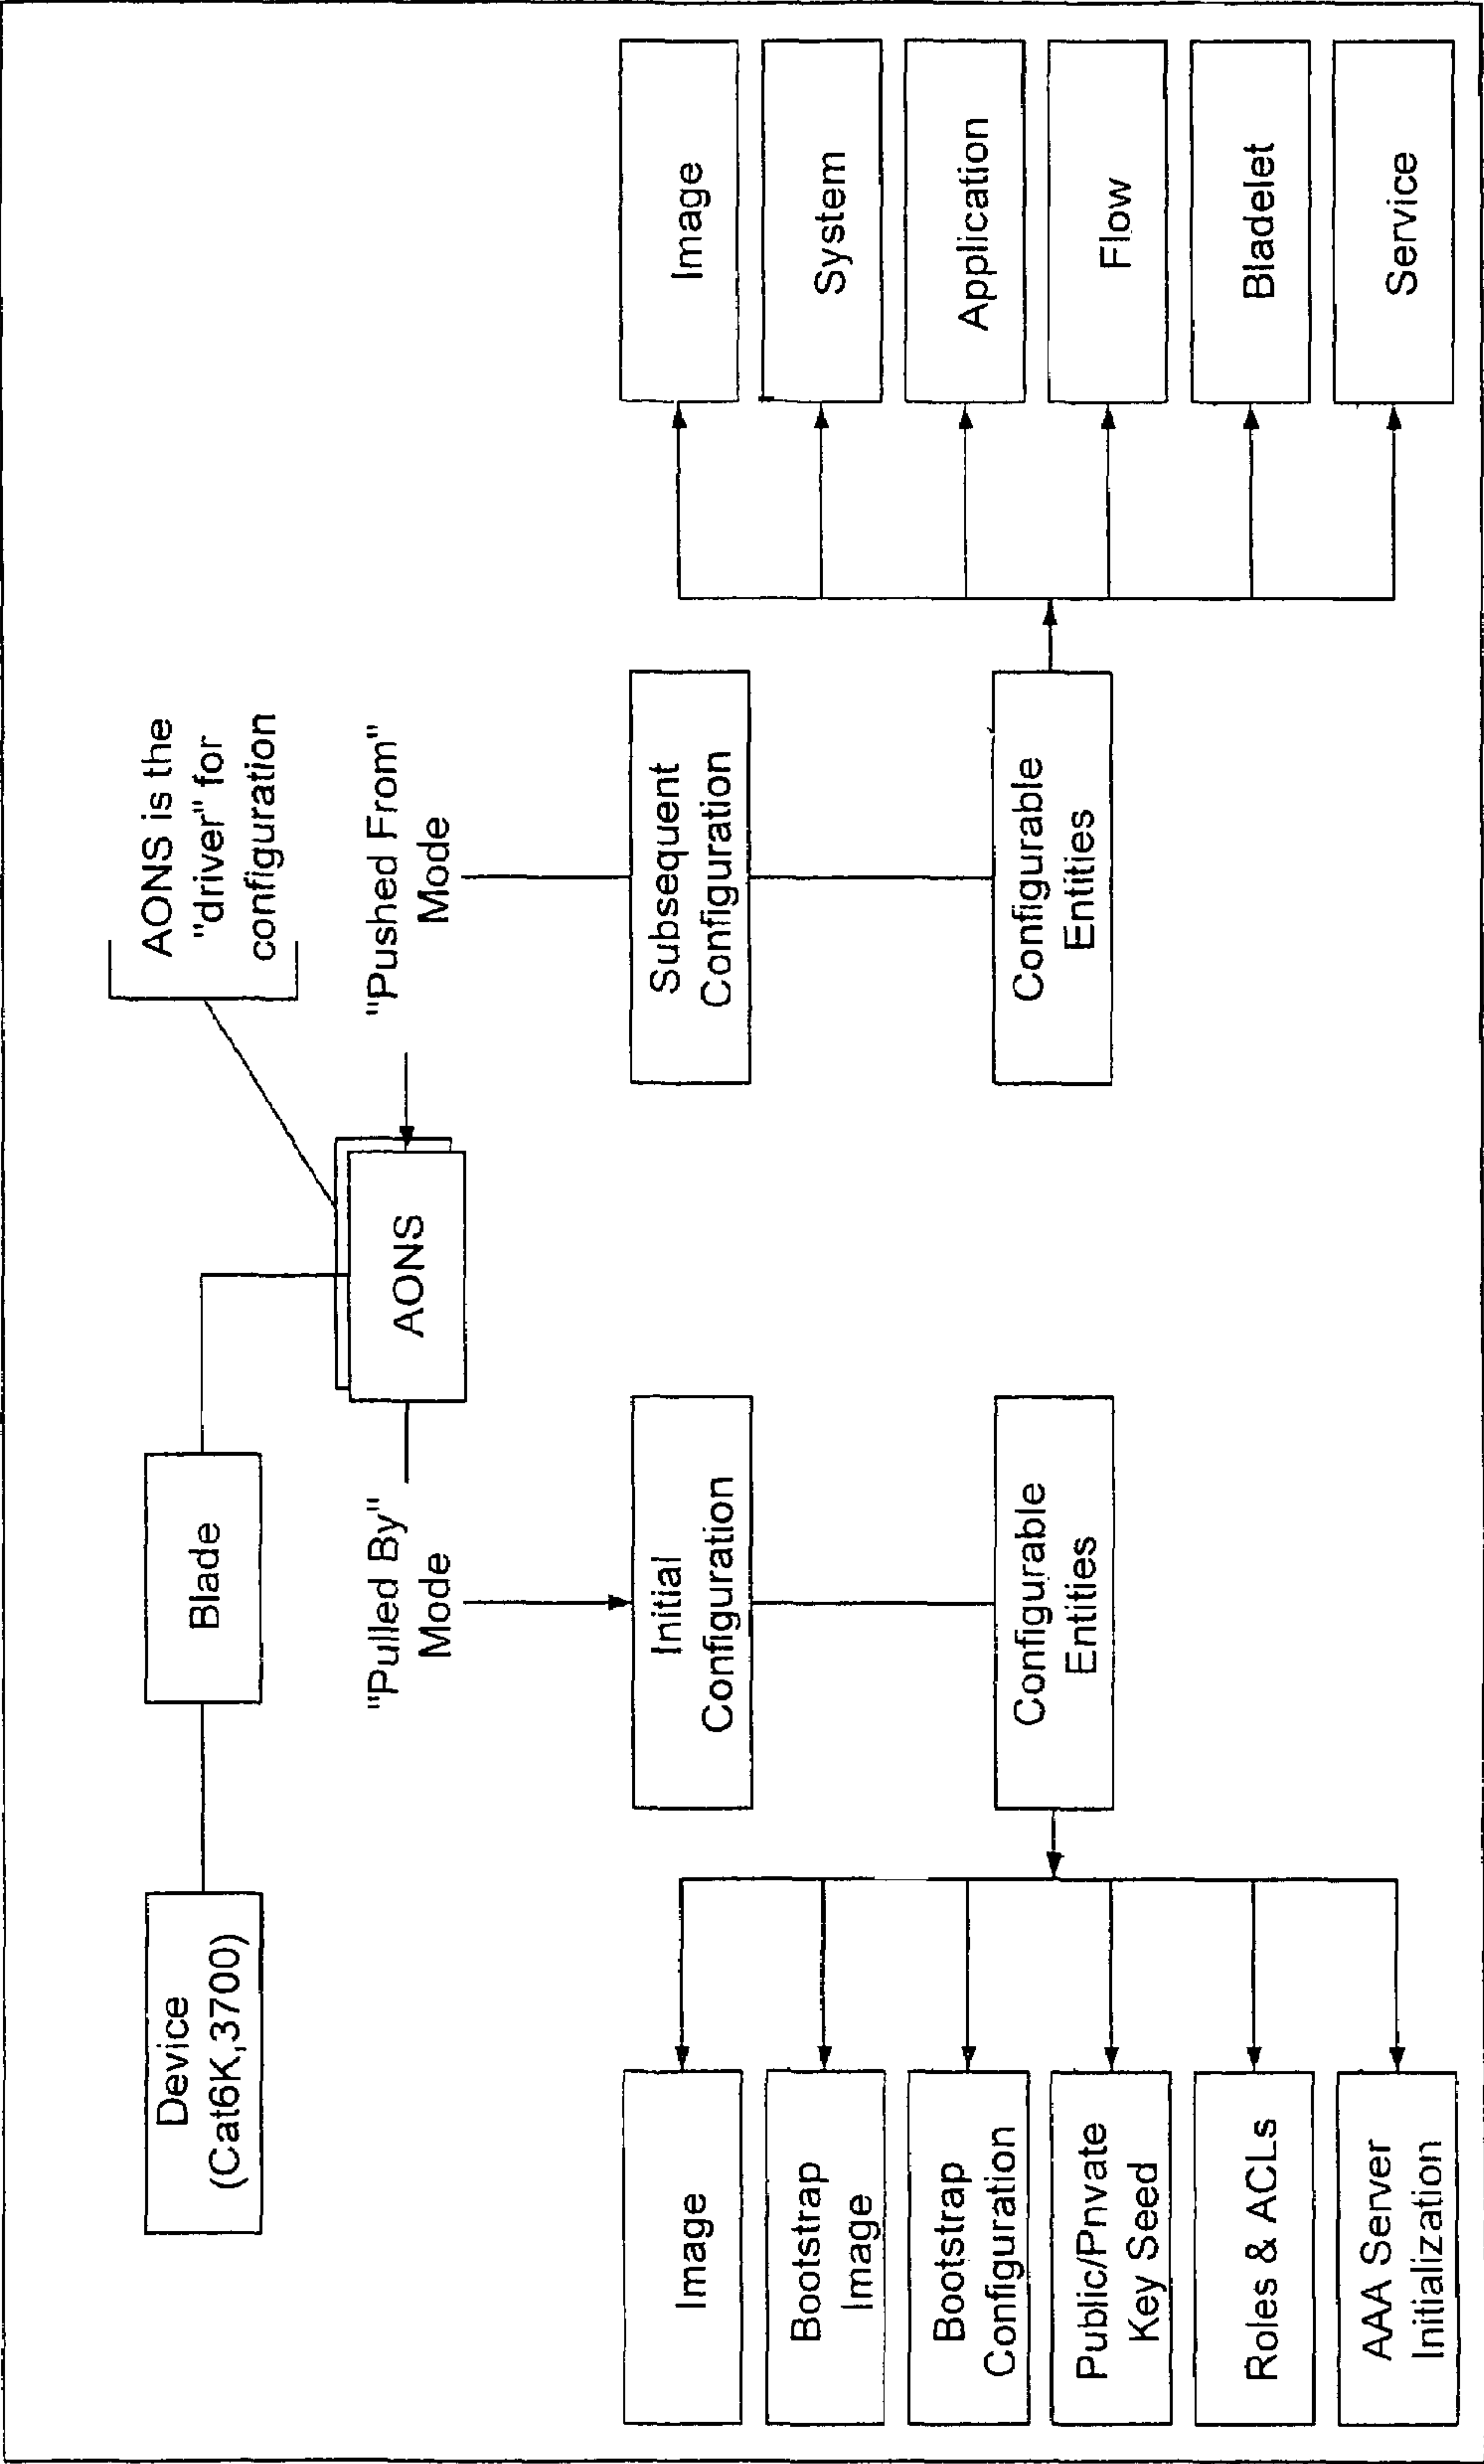 AONS is the
"driver" for
configuration
Device
(Cat6K,3700)
Blade
AONS
"Pulled By"
Mode
"Pushed From"
Mode
Initial
Configuration
Subsequent
Configuration
Configurable
Entities
Configurable
Entities
Image
Bootstrap
Image
Bootstrap
Configuration
Public/Pnvate
Key Seed
Roles & ACLs
AAA Server
Initialization
Image
System
Application
Flow
Bladelet
Service